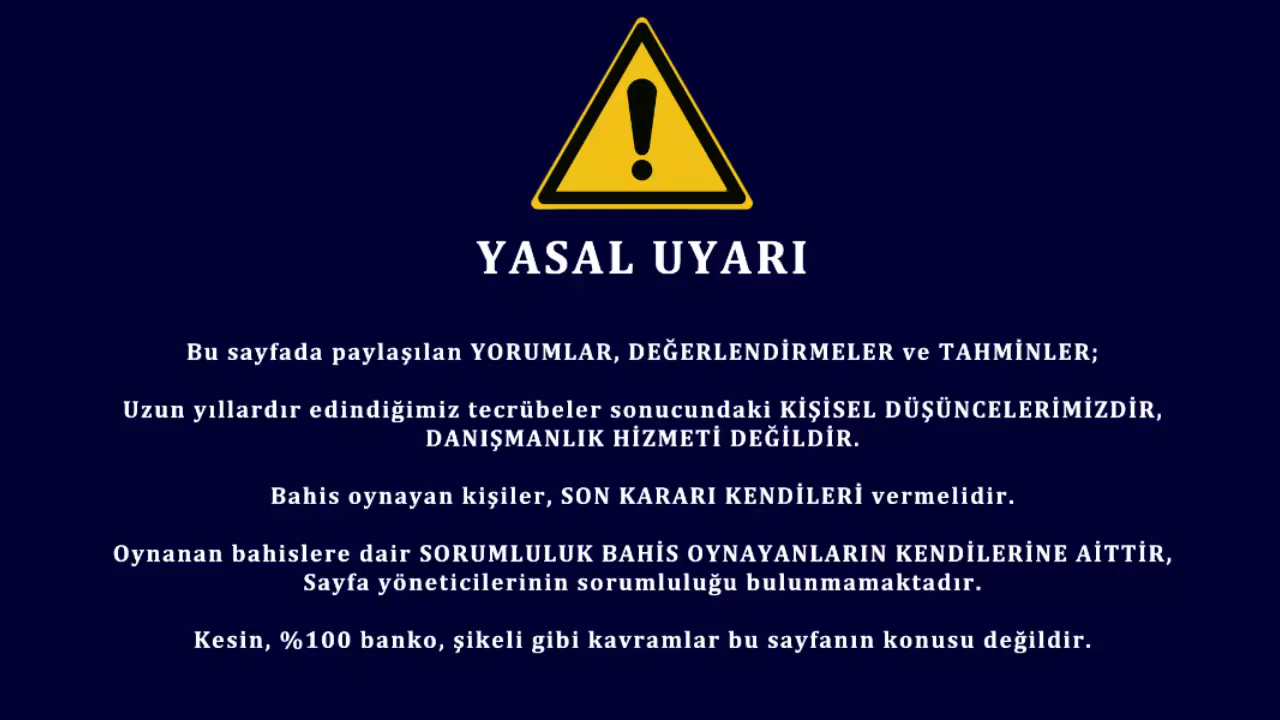 YASAL UYARI
Bu sayfada paylaşılan YORUMLAR, DEĞERLENDİRMELER ve TAHMİNLER;
Uzun yıllardır edindiğimiz tecrübeler sonucundaki KİŞİSEL DÜŞÜNCELERİMİZDİR,
DANIŞMANLIK HİZMETİ DEĞİLDİR.
Bahis oynayan kişiler, SON KARARI KENDİLERİ vermelidir.
Oynanan bahislere dair SORUMLULUK BAHİS OYNAYANLARIN KENDİLERİNE AİTTİR,
Sayfa yöneticilerinin sorumluluğu bulunmamaktadır.
Kesin, %100 banko, şikeli gibi kavramlar bu sayfanın konusu değildir.